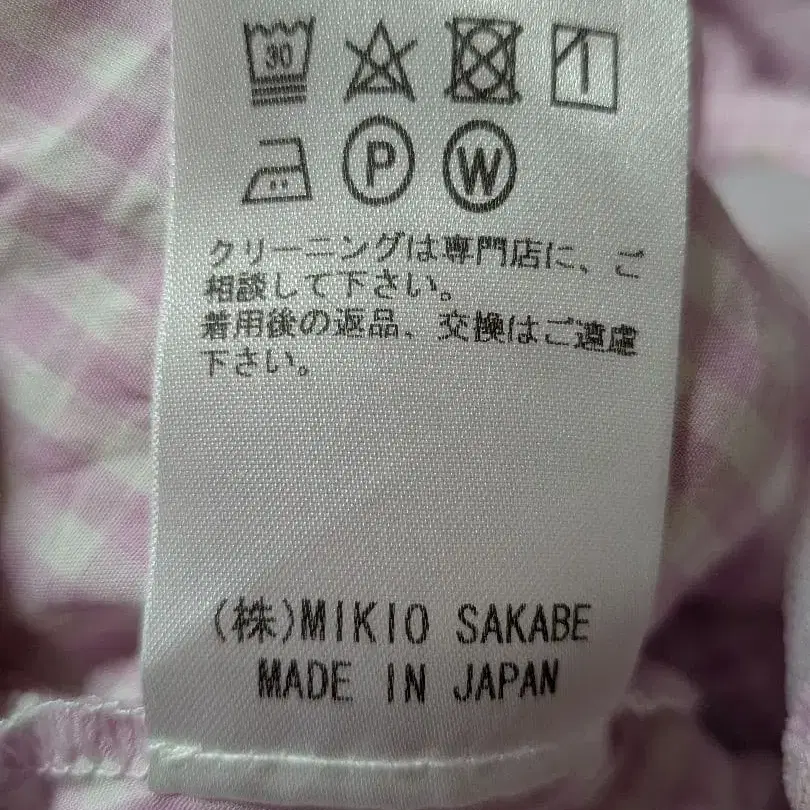 30
P W
クリーニングは専門店に、ご
相談して下さい。
着用後の返品、交換はご遠慮
下さい。
(株)MIKIO SAKABE
MADE IN JAPAN